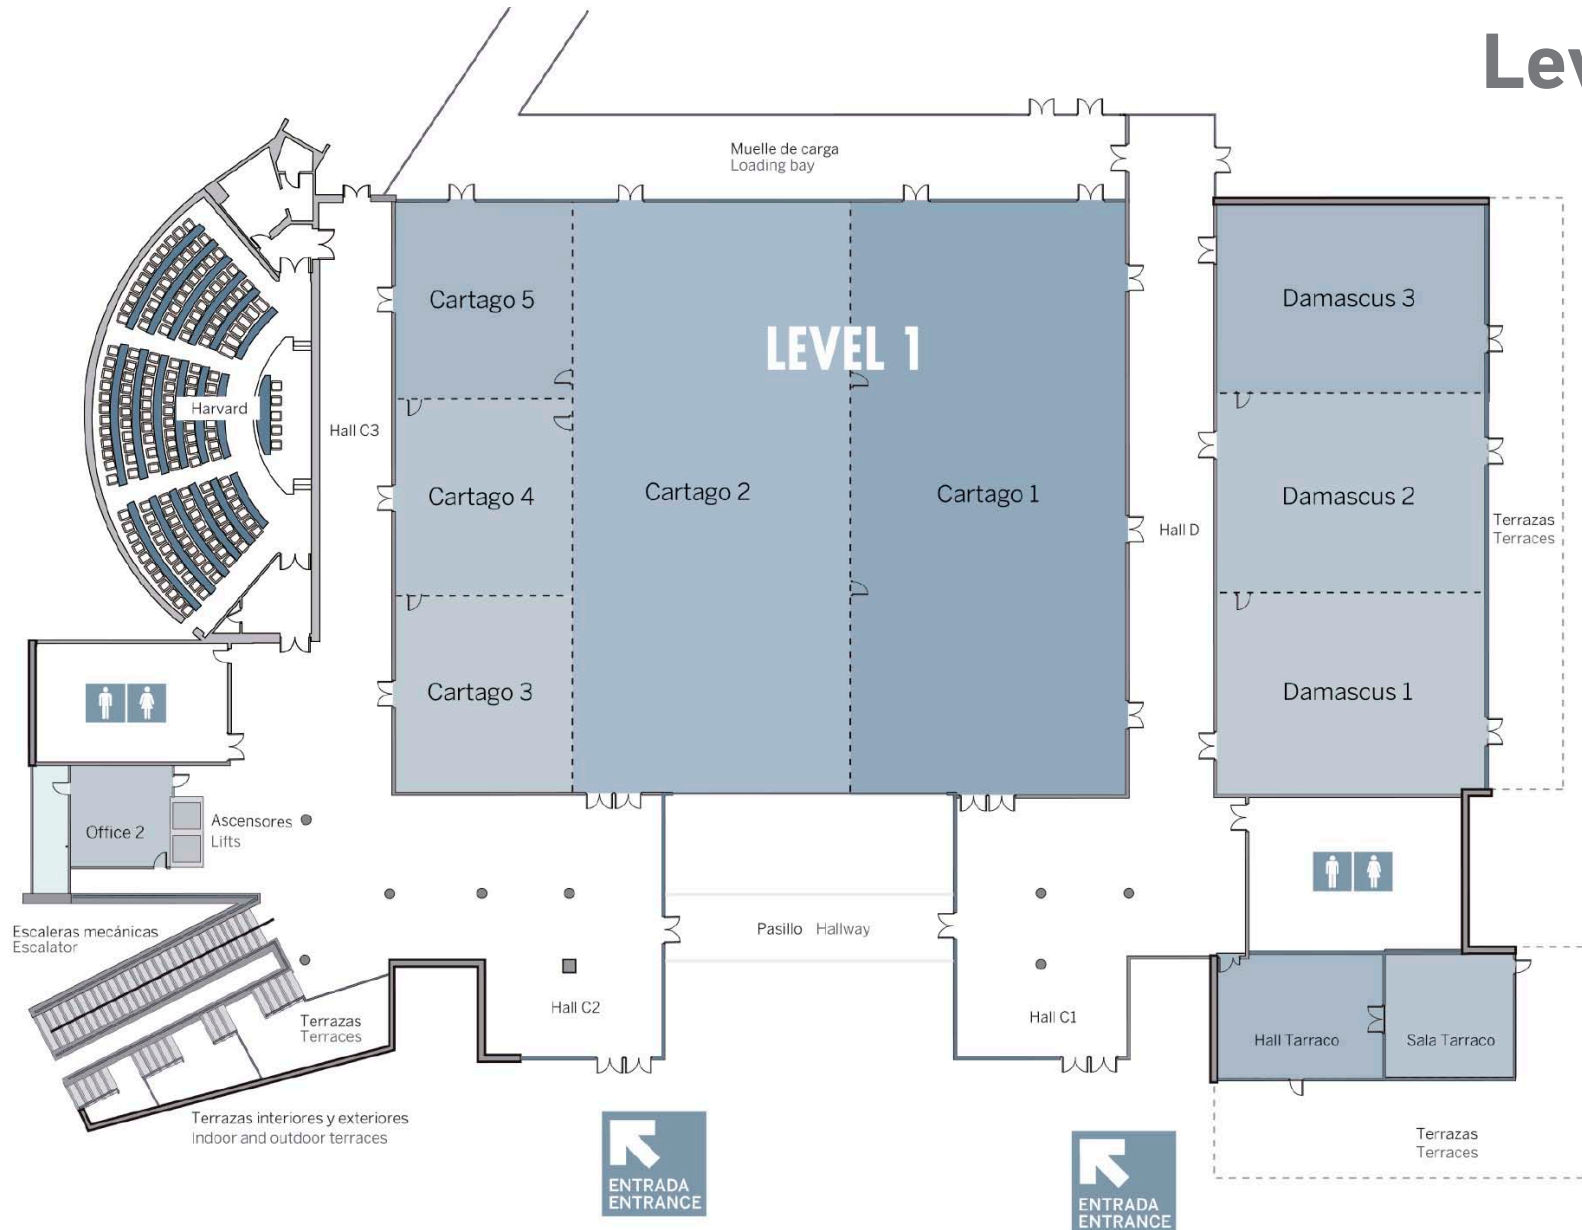 Lev
Muelle de carga
Loading bay
Cartago 5
LEVEL 1
Damascus 3
Harvard
Hall C3
Cartago 4
Cartago 2
Cartago 1
Damascus 2
Hall D
Terrazas
Terraces
Cartago 3
Damascus 1
Office 2
Ascensores
Lifts
Escaleras mecánicas
Escalator
Pasillo Hallway
Terrazas
Terraces
Hall C2
Hall C1
Hall Tarraco
Sala Tarraco
Terrazas interiores y exteriores
Indoor and outdoor terraces
Terrazas
Terraces
ENTRADA
ENTRANCE
ENTRADA
ENTRANCE